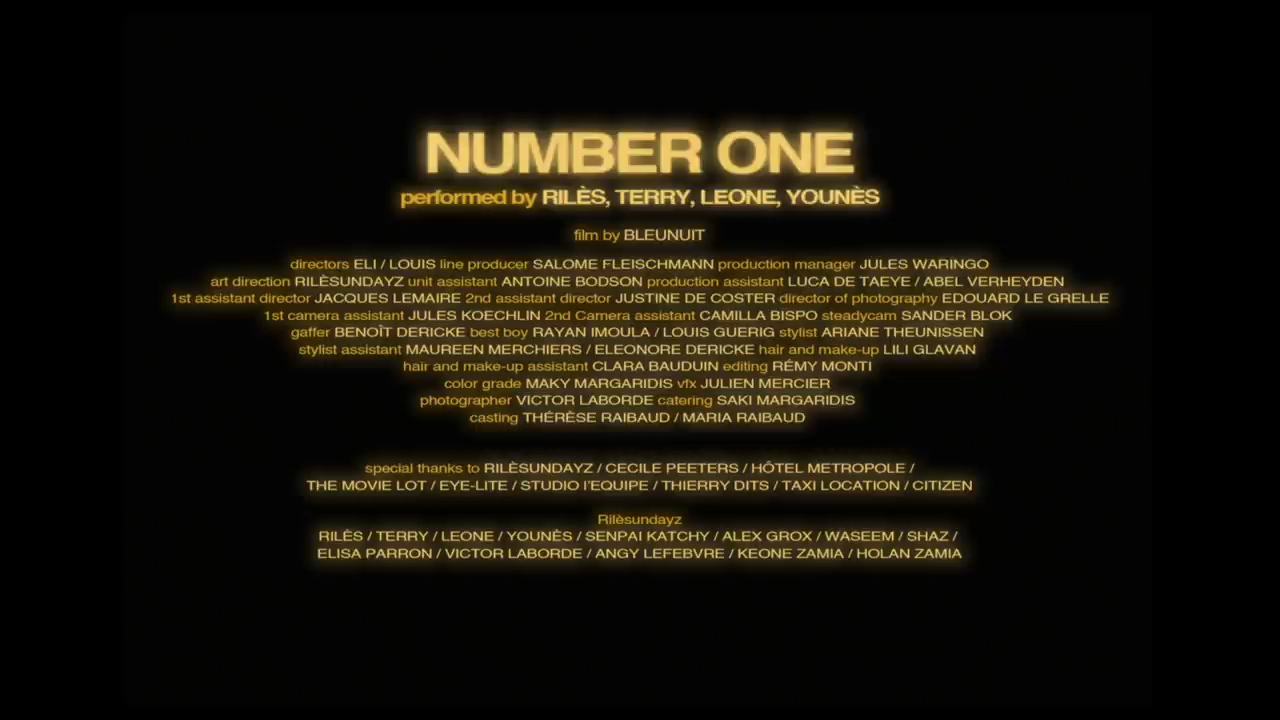 NUMBER ONE
performed by RILÈS, TERRY, LEONE, YOUNÈS
film by BLEUNUIT
directors ELI / LOUIS line producer SALOME FLEISCHMANN production manager JULES WARINGO
art direction RILÈSUNDAYZ unit assistant ANTOINE BODSON production assistant LUCA DE TAEYE / ABEL VERHEYDEN
1st assistant director JACQUES LEMAIRE 2nd assistant director JUSTINE DE COSTER director of photography EDOUARD LE GRELLE
1st camera assistant JULES KOECHLIN 2nd Camera assistant CAMILLA BISPO steadycam SANDER BLOK
gaffer BENOÎT DERICKE best boy RAYAN IMOULA / LOUIS GUERIG stylist ARIANE THEUNISSEN
stylist assistant MAUREEN MERCHIERS / ELEONORE DERICKE hair and make-up LILI GLAVAN
hair and make-up assistant CLARA BAUDUIN editing RÉMY MONTI
color grade MAKY MARGARIDIS vfx JULIEN MERCIER
photographer VICTOR LABORDE catering SAKI MARGARIDIS
casting THÉRÈSE RAIBAUD / MARIA RAIBAUD
special thanks to RILÈSUNDAYZ / CECILE PEETERS / HÔTEL METROPOLE /
THE MOVIE LOT / EYE-LITE / STUDIO l'EQUIPE / THIERRY DITS / TAXI LOCATION / CITIZEN
Rilèsundayz
RILÈS / TERRY / LEONE / YOUNÈS / SENPAI KATCHY / ALEX GROX / WASEEM / SHAZ /
ELISA PARRON / VICTOR LABORDE / ANGY LEFEBVRE / KEONE ZAMIA / HOLAN ZAMIA